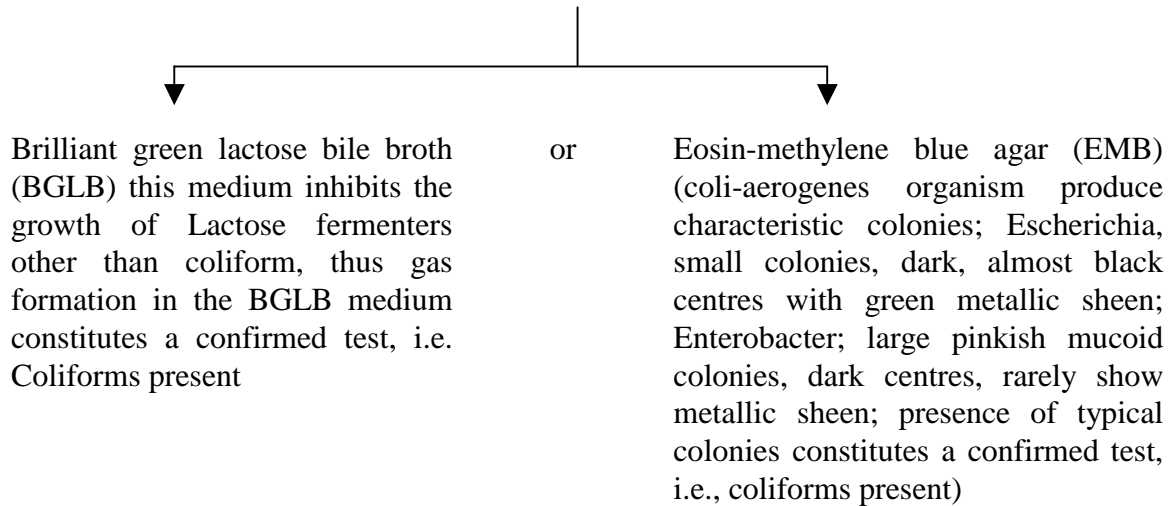 Brilliant green lactose bile broth
(BGLB) this medium inhibits the
growth of Lactose fermenters
other than coliform, thus gas
formation in the BGLB medium
constitutes a confirmed test, i.e.
Coliforms present
or
Eosin-methylene blue agar (EMB)
(coli-aerogenes organism produce
characteristic colonies; Escherichia,
small colonies, dark, almost black
centres with green metallic sheen;
Enterobacter; large pinkish mucoid
colonies, dark centres, rarely show
metallic sheen; presence of typical
colonies constitutes a confirmed test,
i.e., coliforms present)